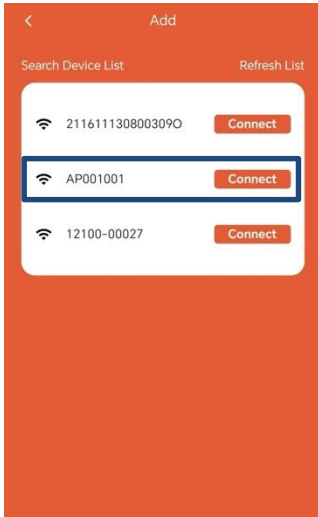 Add
Search Device List Refresh List
211611130800309O Connect
AP001001 Connect
12100-00027 Connect